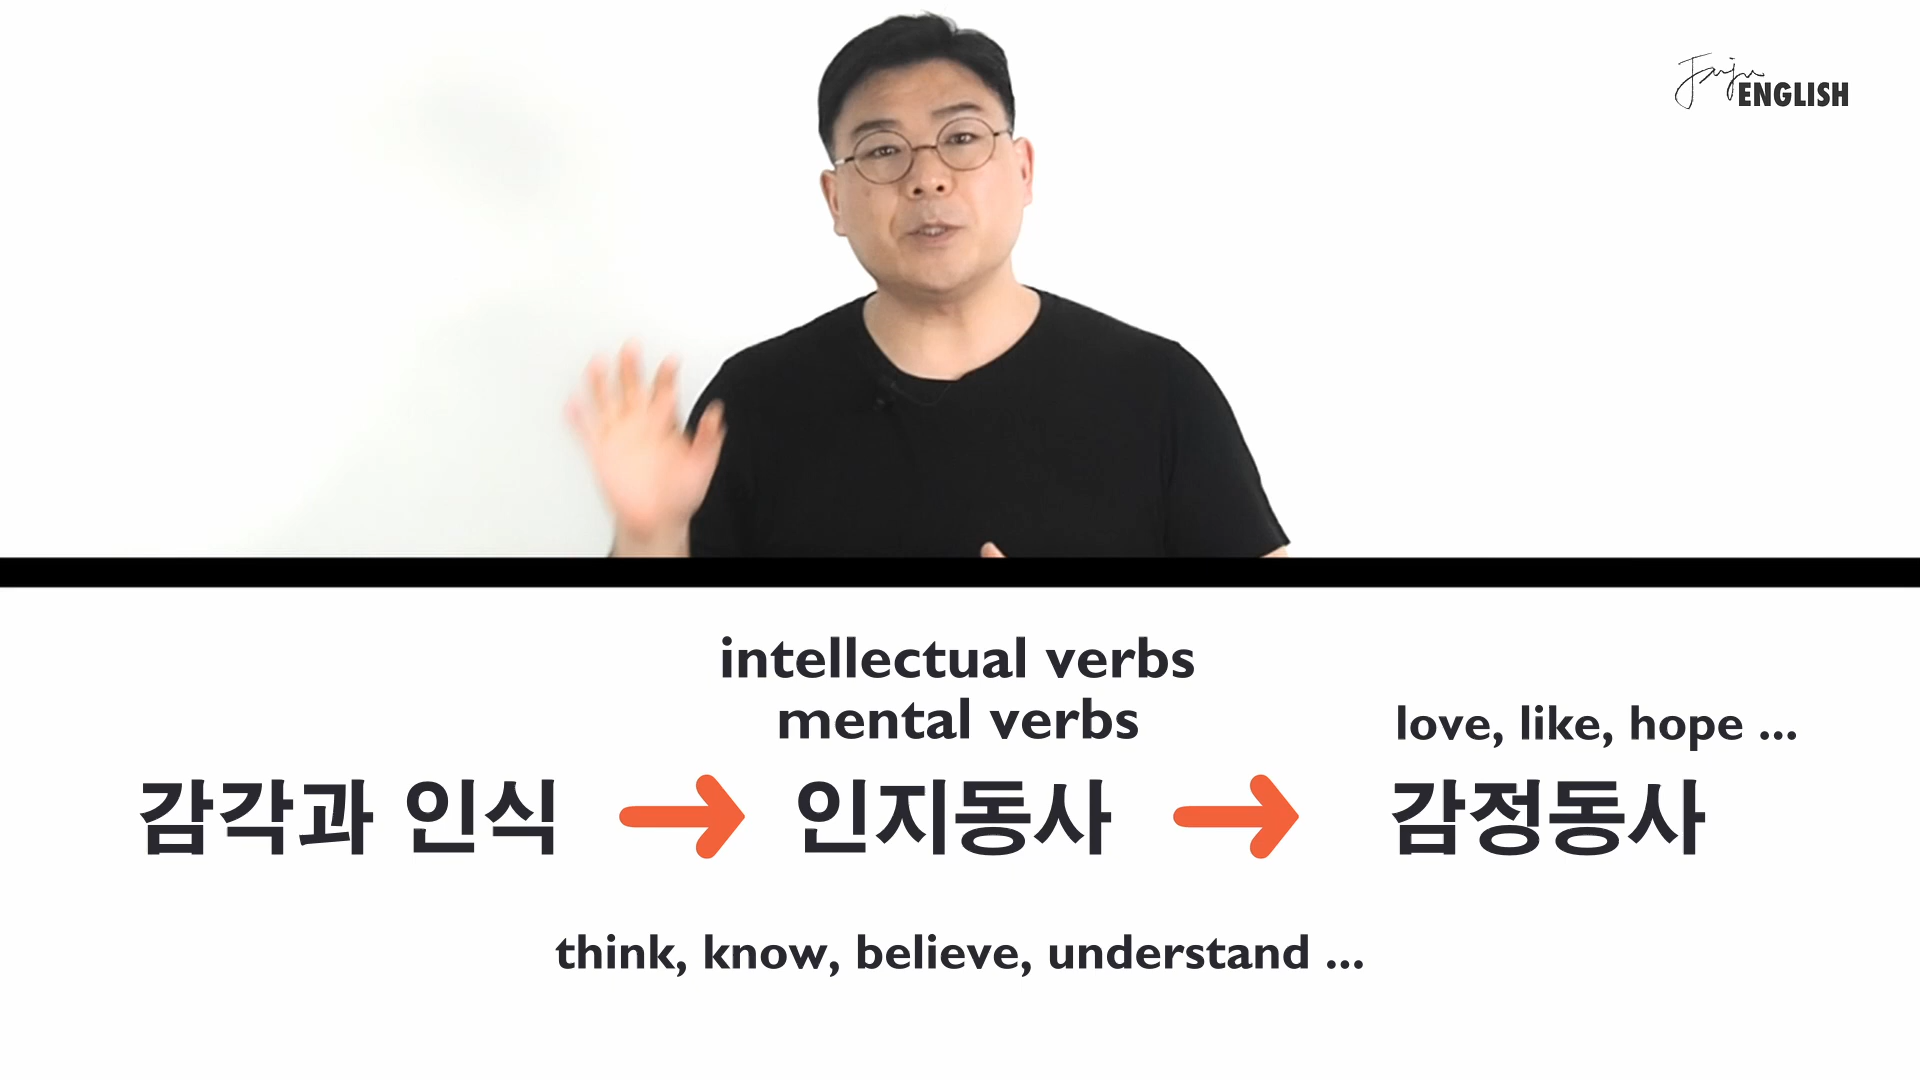 ENGLISH
intellectual verbs
mental verbs
love, like, hope ...
감각과 인식 → 인지동사 → 감정동사
think, know, believe, understand ...